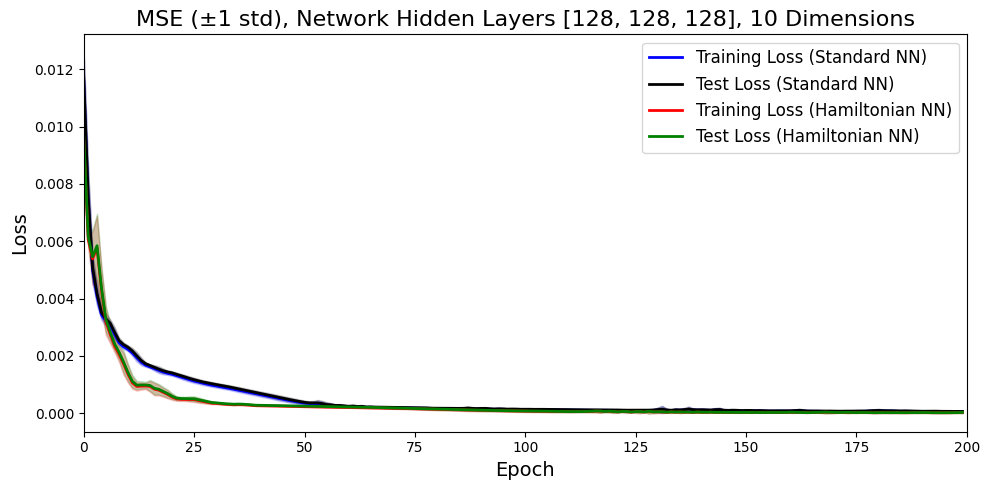 MSE (±1 std), Network Hidden Layers [128, 128, 128], 10 Dimensions
Training Loss (Standard NN)
Test Loss (Standard NN)
Training Loss (Hamiltonian NN)
Test Loss (Hamiltonian NN)
Loss
0.012
0.010
0.008
0.006
0.004
0.002
0.000
0 25 50 75 100 125 150 175 200
Epoch